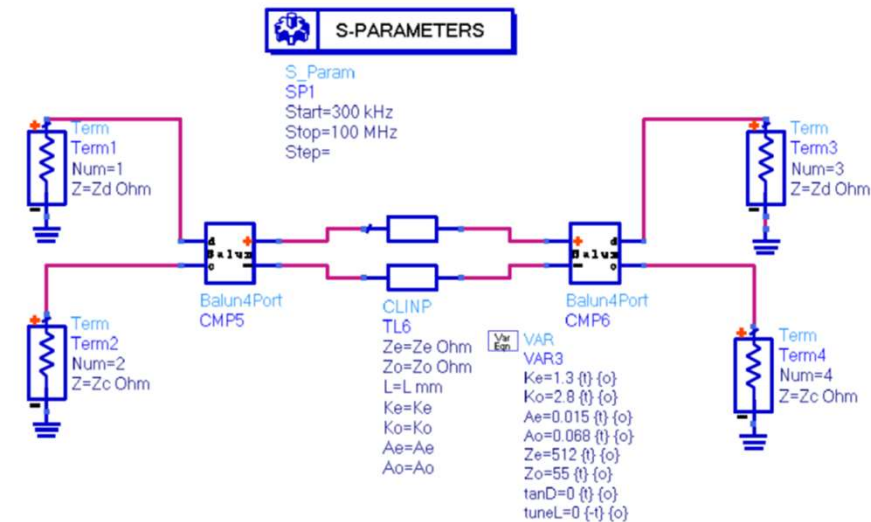 S-PARAMETERS
S_Param
SP1
Start=300 kHz
Stop=100 MHz
Step=
Term
Term1
Num=1
Z=Zd Ohm
Term
Term3
Num=3
Z=Zd Ohm
d
c
Balun
+
−
Balun4Port
CMP5
Term
Term2
Num=2
Z=Zc Ohm
CLINP
TL6
Ze=Ze Ohm
Zo=Zo Ohm
L=L mm
Ke=Ke
Ko=Ko
Ae=Ae
Ao=Ao
+
−
Balun
d
c
Balun4Port
CMP6
Var
Eqn
VAR
VAR3
Ke=1.3 {t} {o}
Ko=2.8 {t} {o}
Ae=0.015 {t} {o}
Ao=0.068 {t} {o}
Ze=512 {t} {o}
Zo=55 {t} {o}
tanD=0 {t} {o}
tuneL=0 {-t} {o}
Term
Term4
Num=4
Z=Zc Ohm